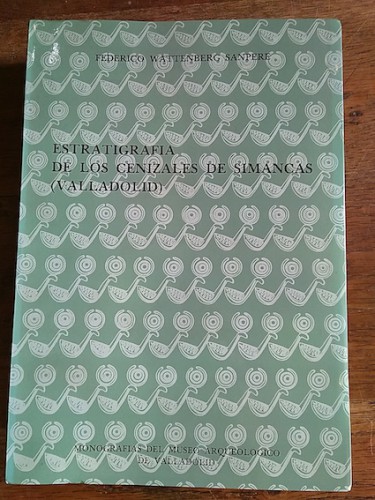 FEDERICO WATTENBERG SANPERE
ESTRATIGRAFIA
DE LOS CENIZALES DE SIMANCAS
(VALLADOLID)
MONOGRAFIAS DEL MUSEO ARQUEOLOGICO
DE VALLADOLID